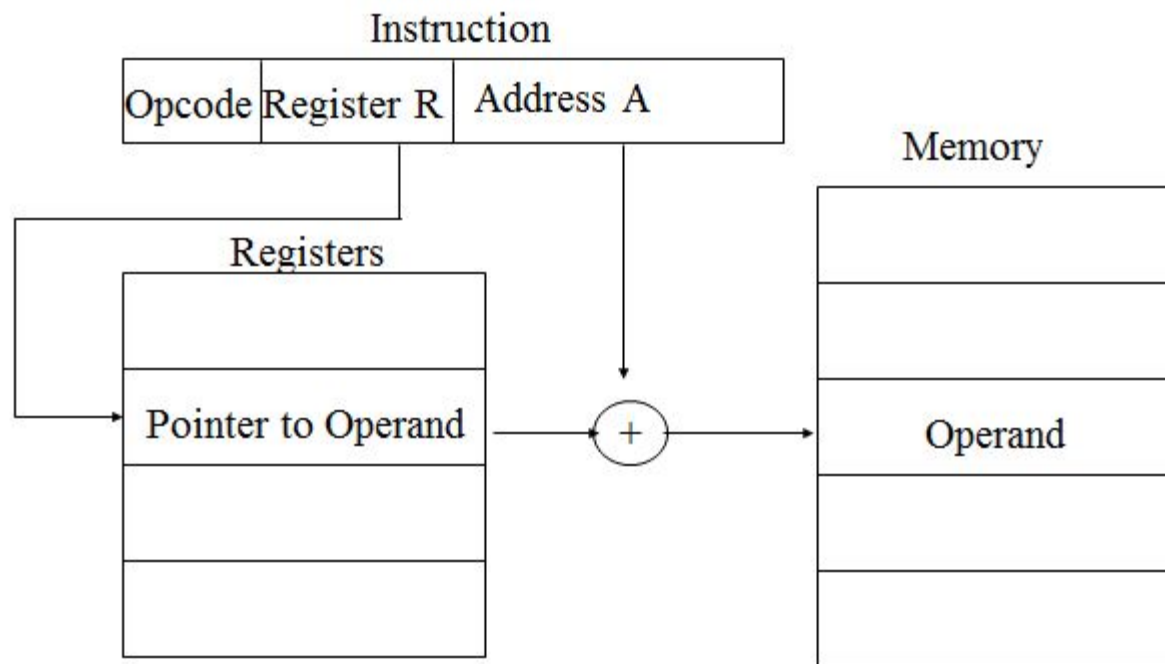 Instruction
Opcode Register R Address A
Memory
Registers
Pointer to Operand
+
Operand